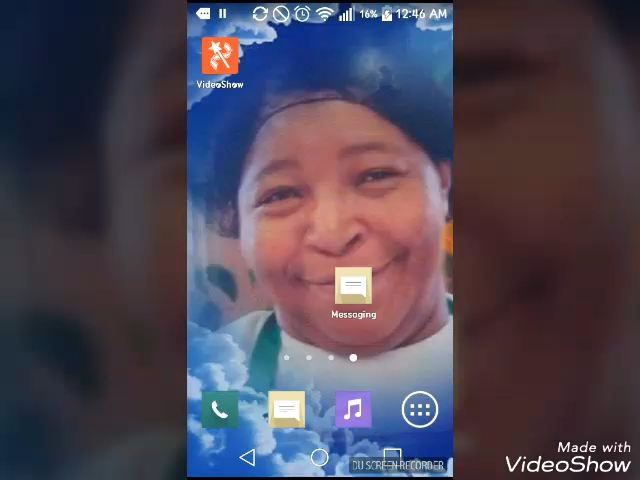 16% 12:46 AM
VideoShow
Messaging
DU SCREEN RECORDER
Made with
VideoShow